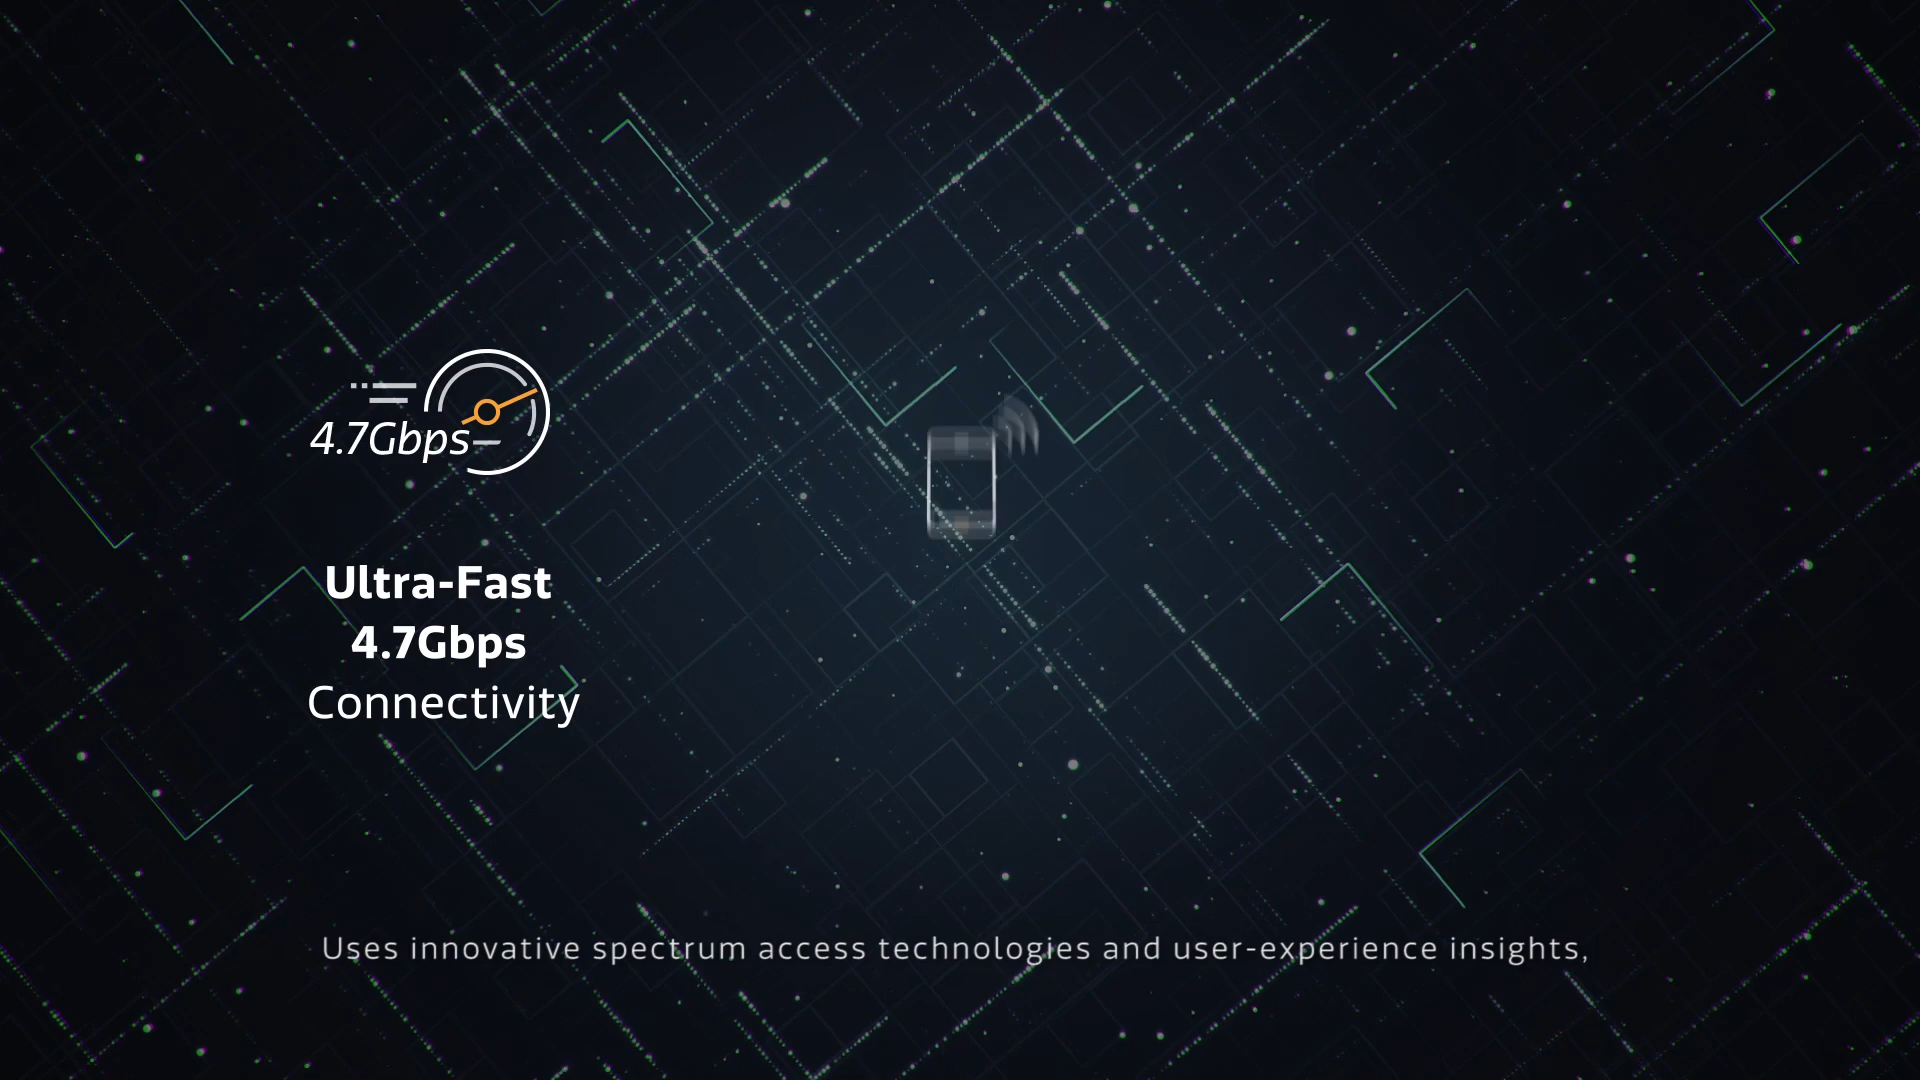 4.7Gbps
Ultra-Fast
4.7Gbps
Connectivity
Uses innovative spectrum access technologies and user-experience insights,